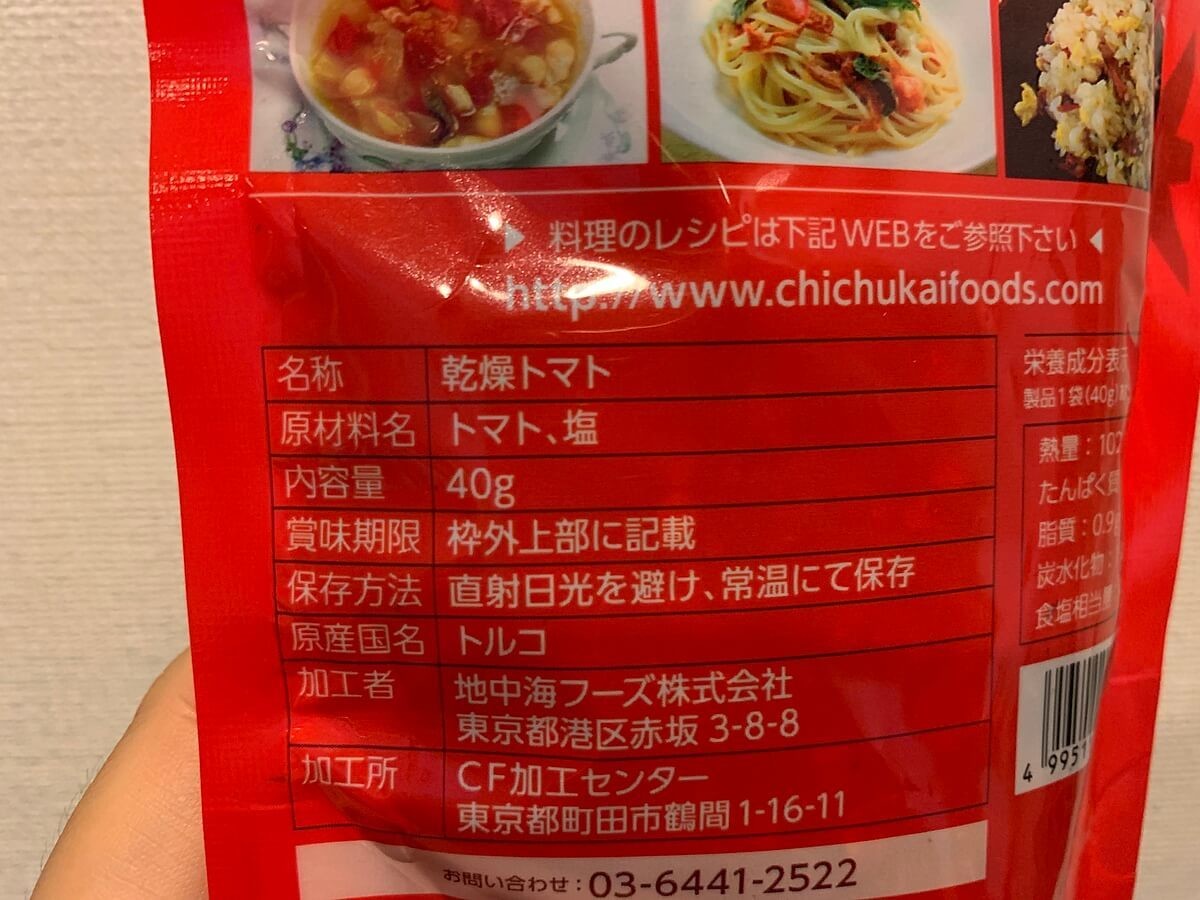 ▶ 料理のレシピは下記WEBをご参照下さい ◀
http://www.chichukaifoods.com
名称 乾燥トマト
原材料名 トマト、塩
内容量 40g
賞味期限 枠外上部に記載
保存方法 直射日光を避け、常温にて保存
原産国名 トルコ
加工者 地中海フーズ株式会社
東京都港区赤坂 3-8-8
加工所 CF加工センター
東京都町田市鶴間 1-16-11
お問い合わせ：03-6441-2522
栄養成分表示
製品1袋(40g)
熱量：102
たんぱく質
脂質：0.9g
炭水化物：
食塩相当量
4 9951